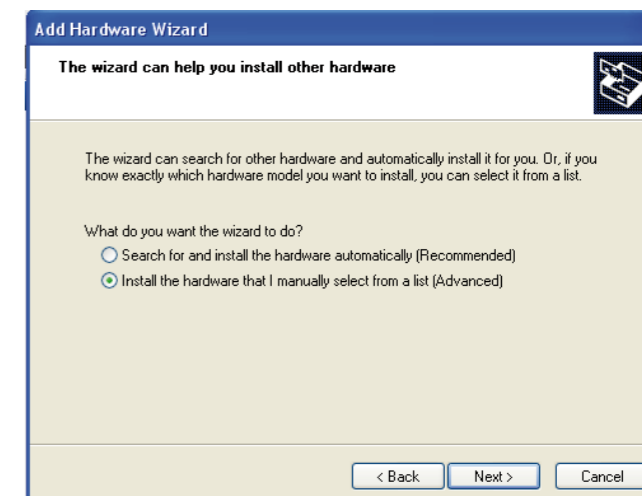 Add Hardware Wizard
The wizard can help you install other hardware
The wizard can search for other hardware and automatically install it for you. Or, if you
know exactly which hardware model you want to install, you can select it from a list.
What do you want the wizard to do?
Search for and install the hardware automatically (Recommended)
Install the hardware that I manually select from a list (Advanced)
< Back Next > Cancel